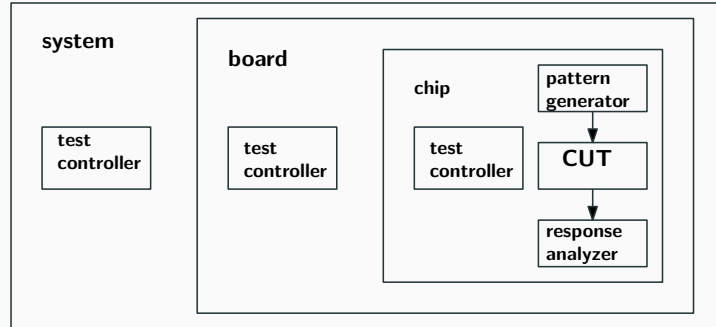 system
board
chip
pattern
generator
test
controller
test
controller
test
controller
CUT
response
analyzer